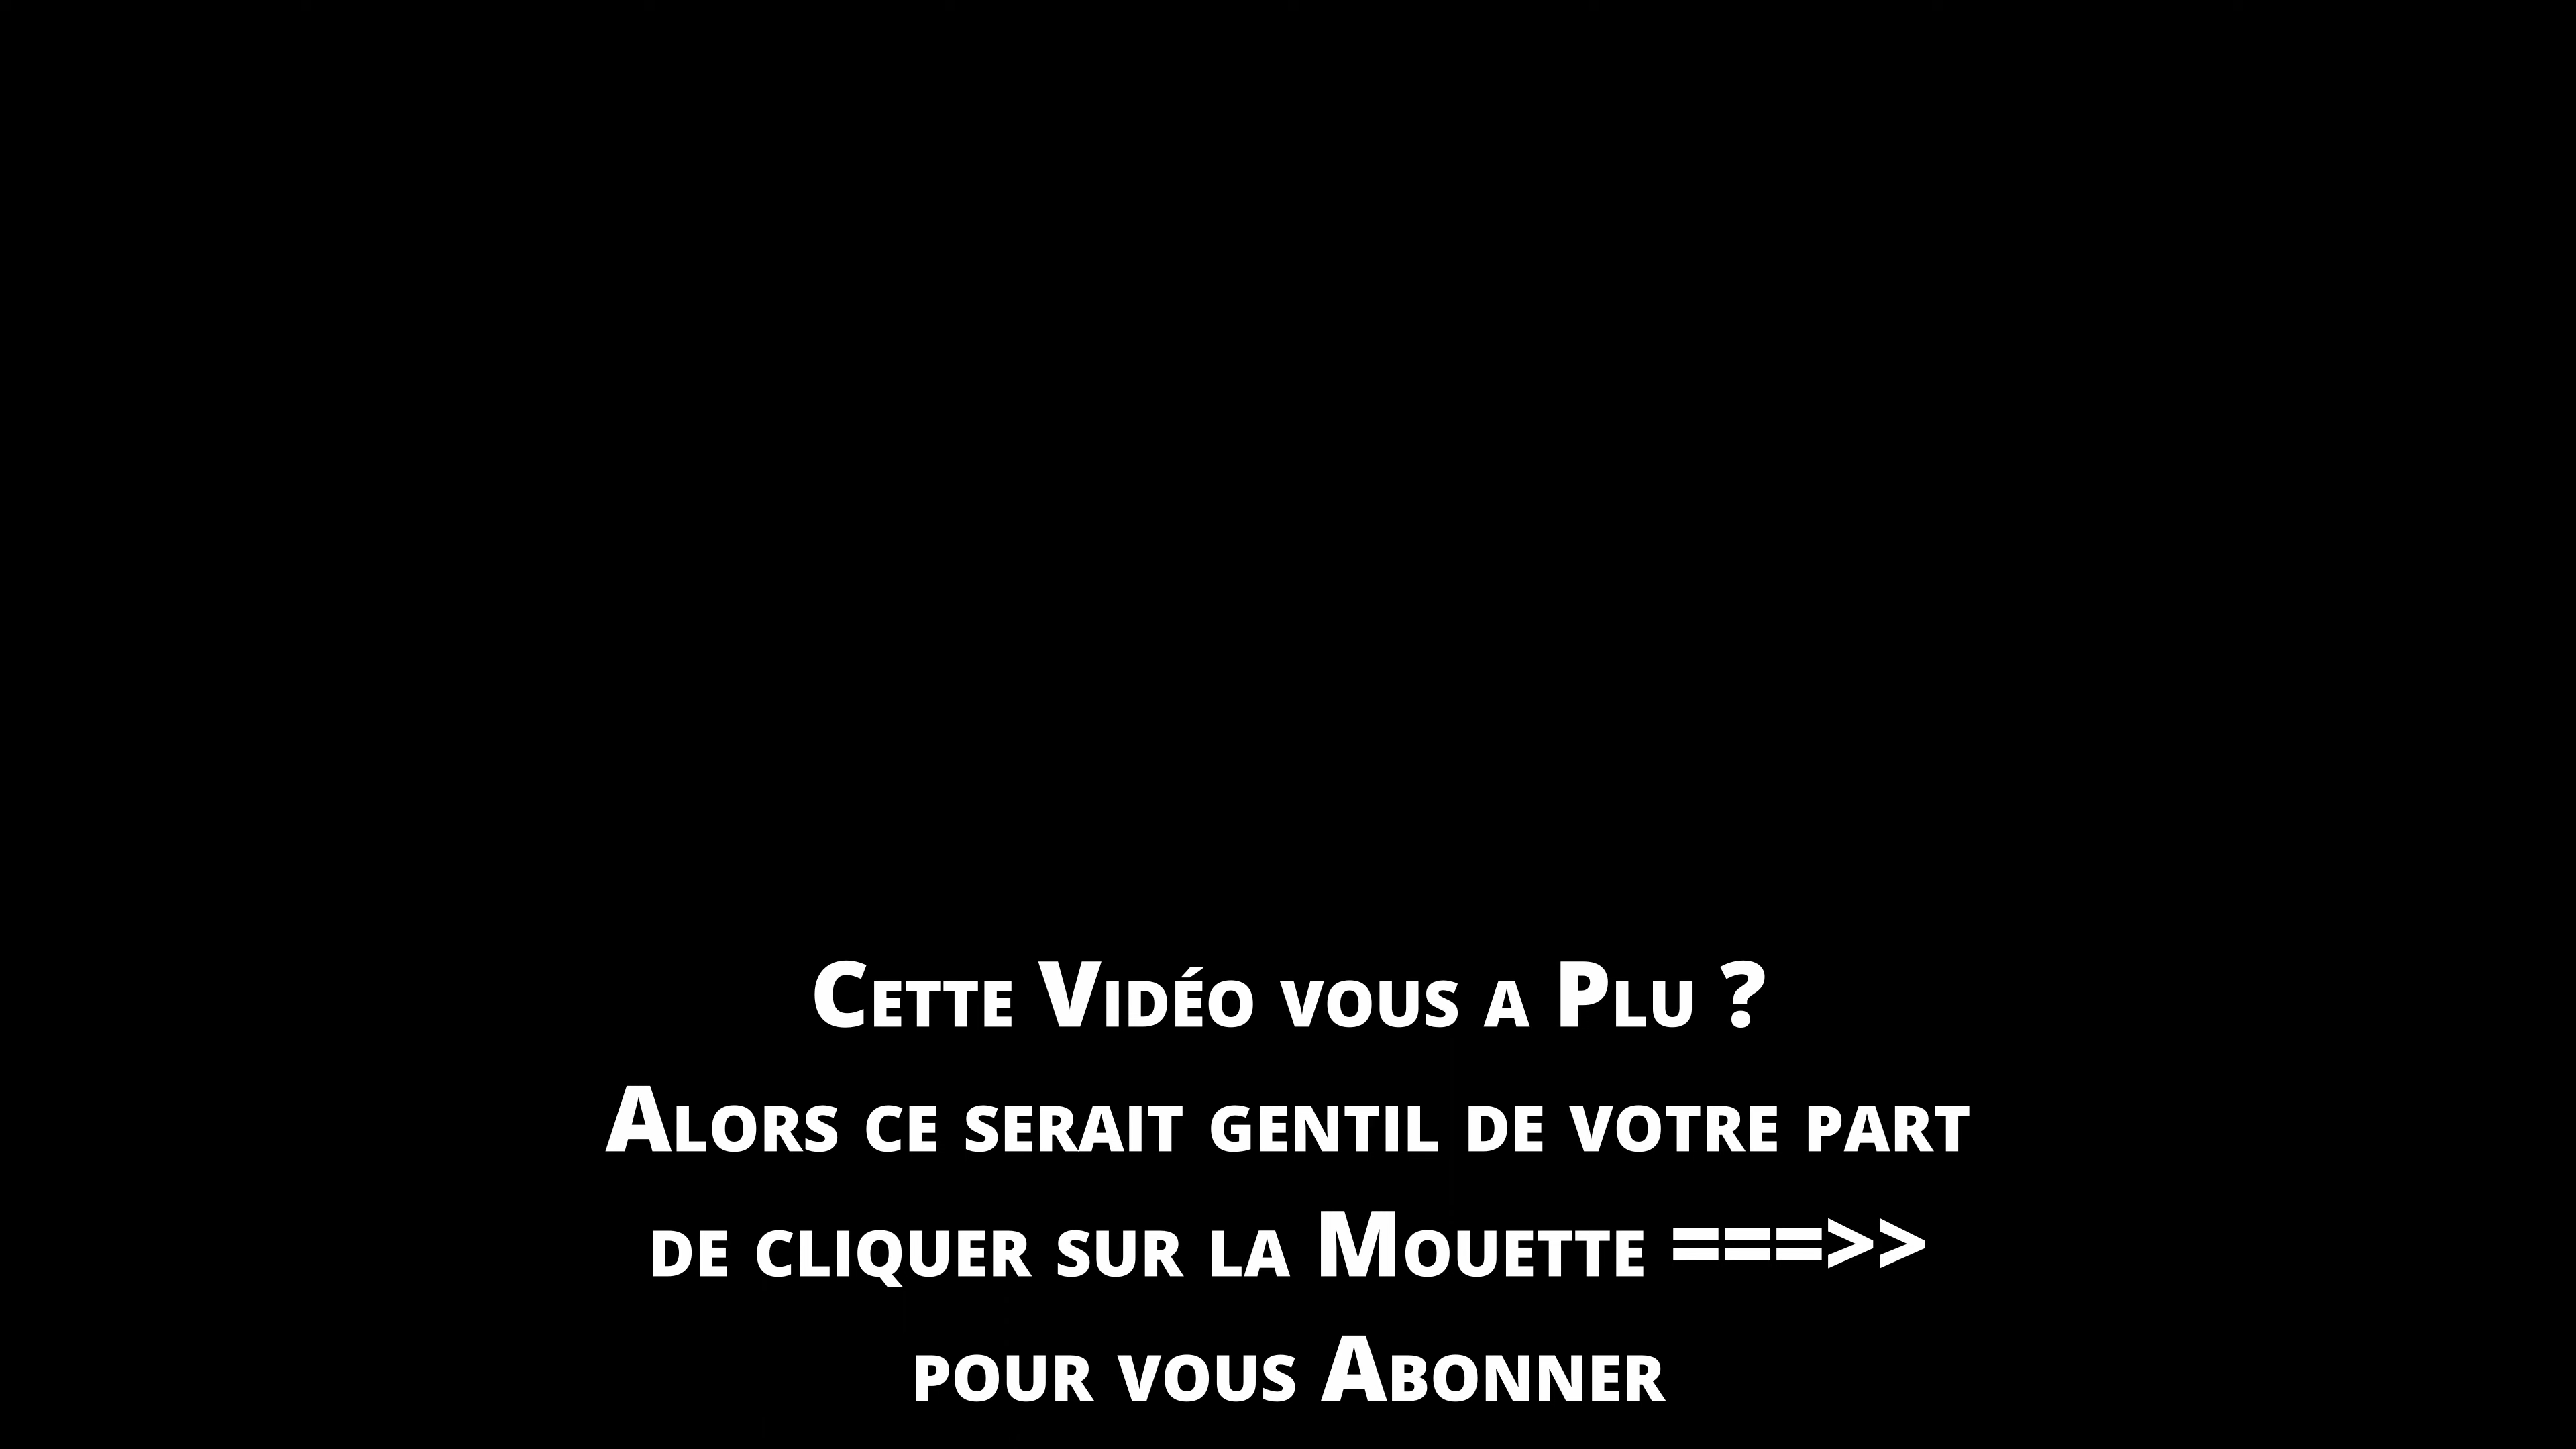 Cette Vidéo vous a Plu ?
Alors ce serait gentil de votre part
de cliquer sur la Mouette ===>>
pour vous Abonner